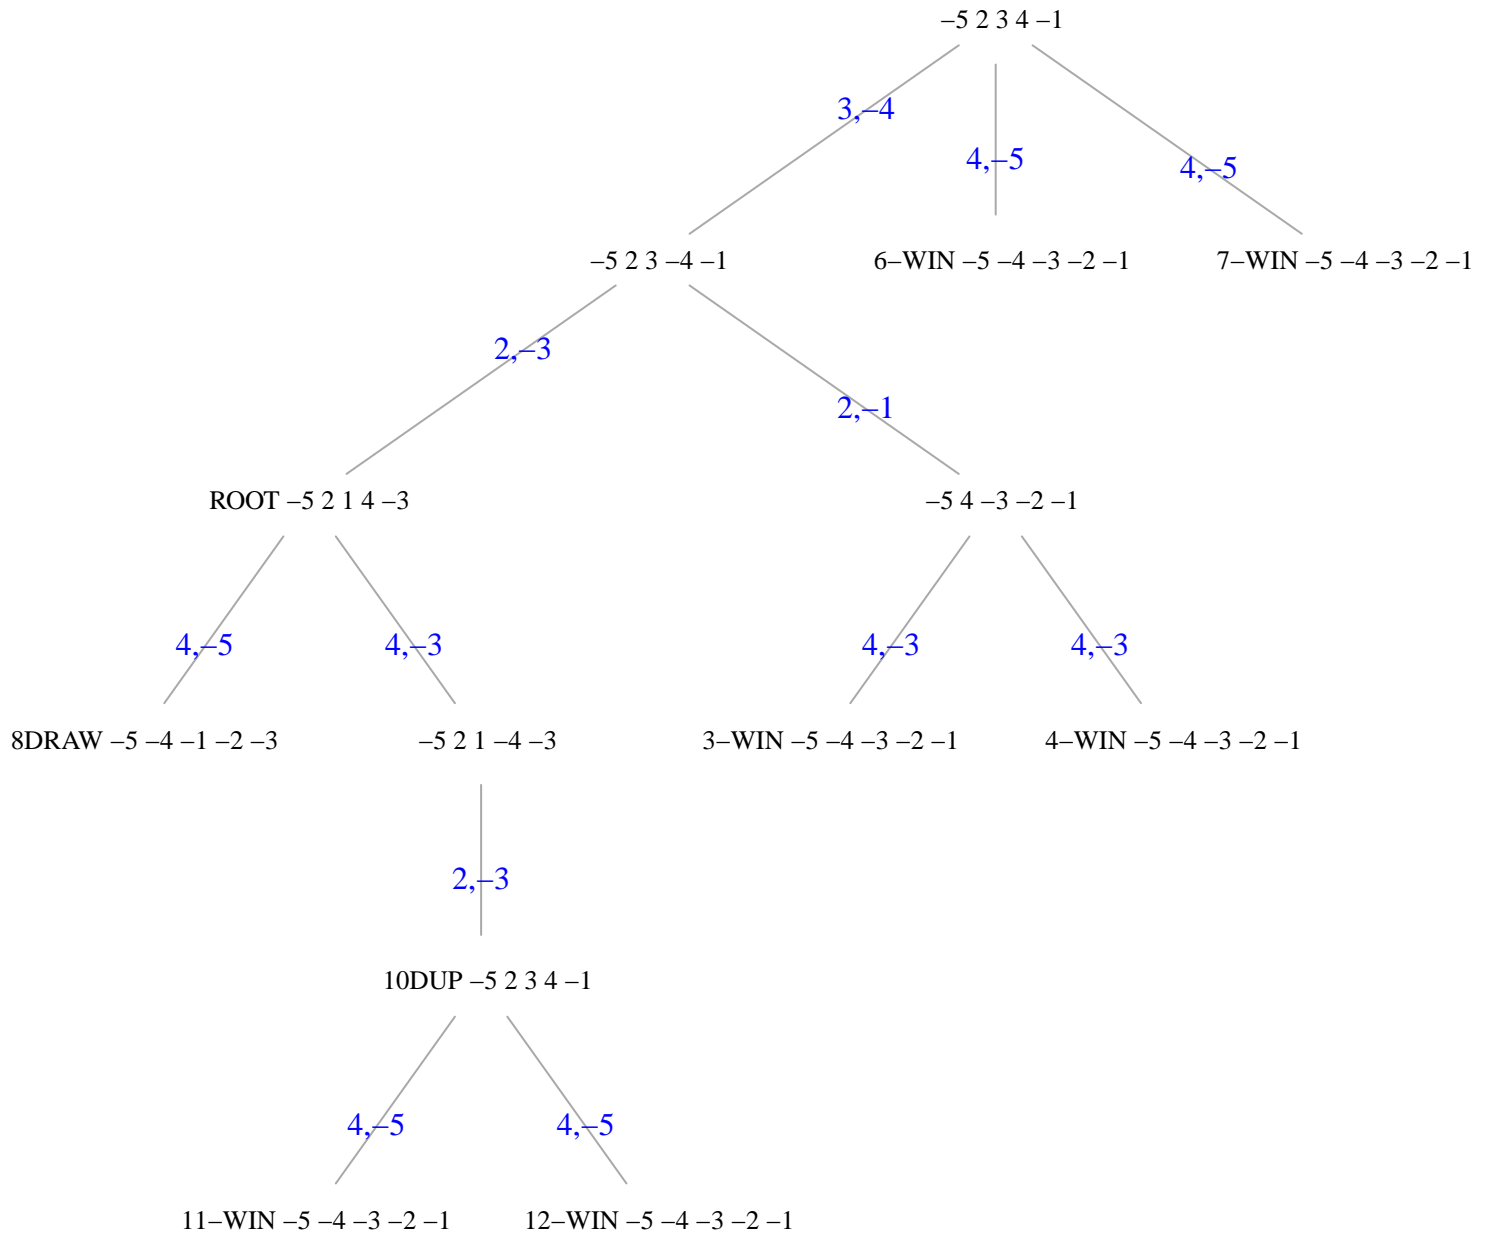 –5 2 3 4 –1
3,–4
4,–5
4,–5
–5 2 3 –4 –1
6–WIN –5 –4 –3 –2 –1
7–WIN –5 –4 –3 –2 –1
2,–3
2,–1
ROOT –5 2 1 4 –3
–5 4 –3 –2 –1
4,–5
4,–3
4,–3
4,–3
8DRAW –5 –4 –1 –2 –3
–5 2 1 –4 –3
3–WIN –5 –4 –3 –2 –1
4–WIN –5 –4 –3 –2 –1
2,–3
10DUP –5 2 3 4 –1
4,–5
4,–5
11–WIN –5 –4 –3 –2 –1
12–WIN –5 –4 –3 –2 –1